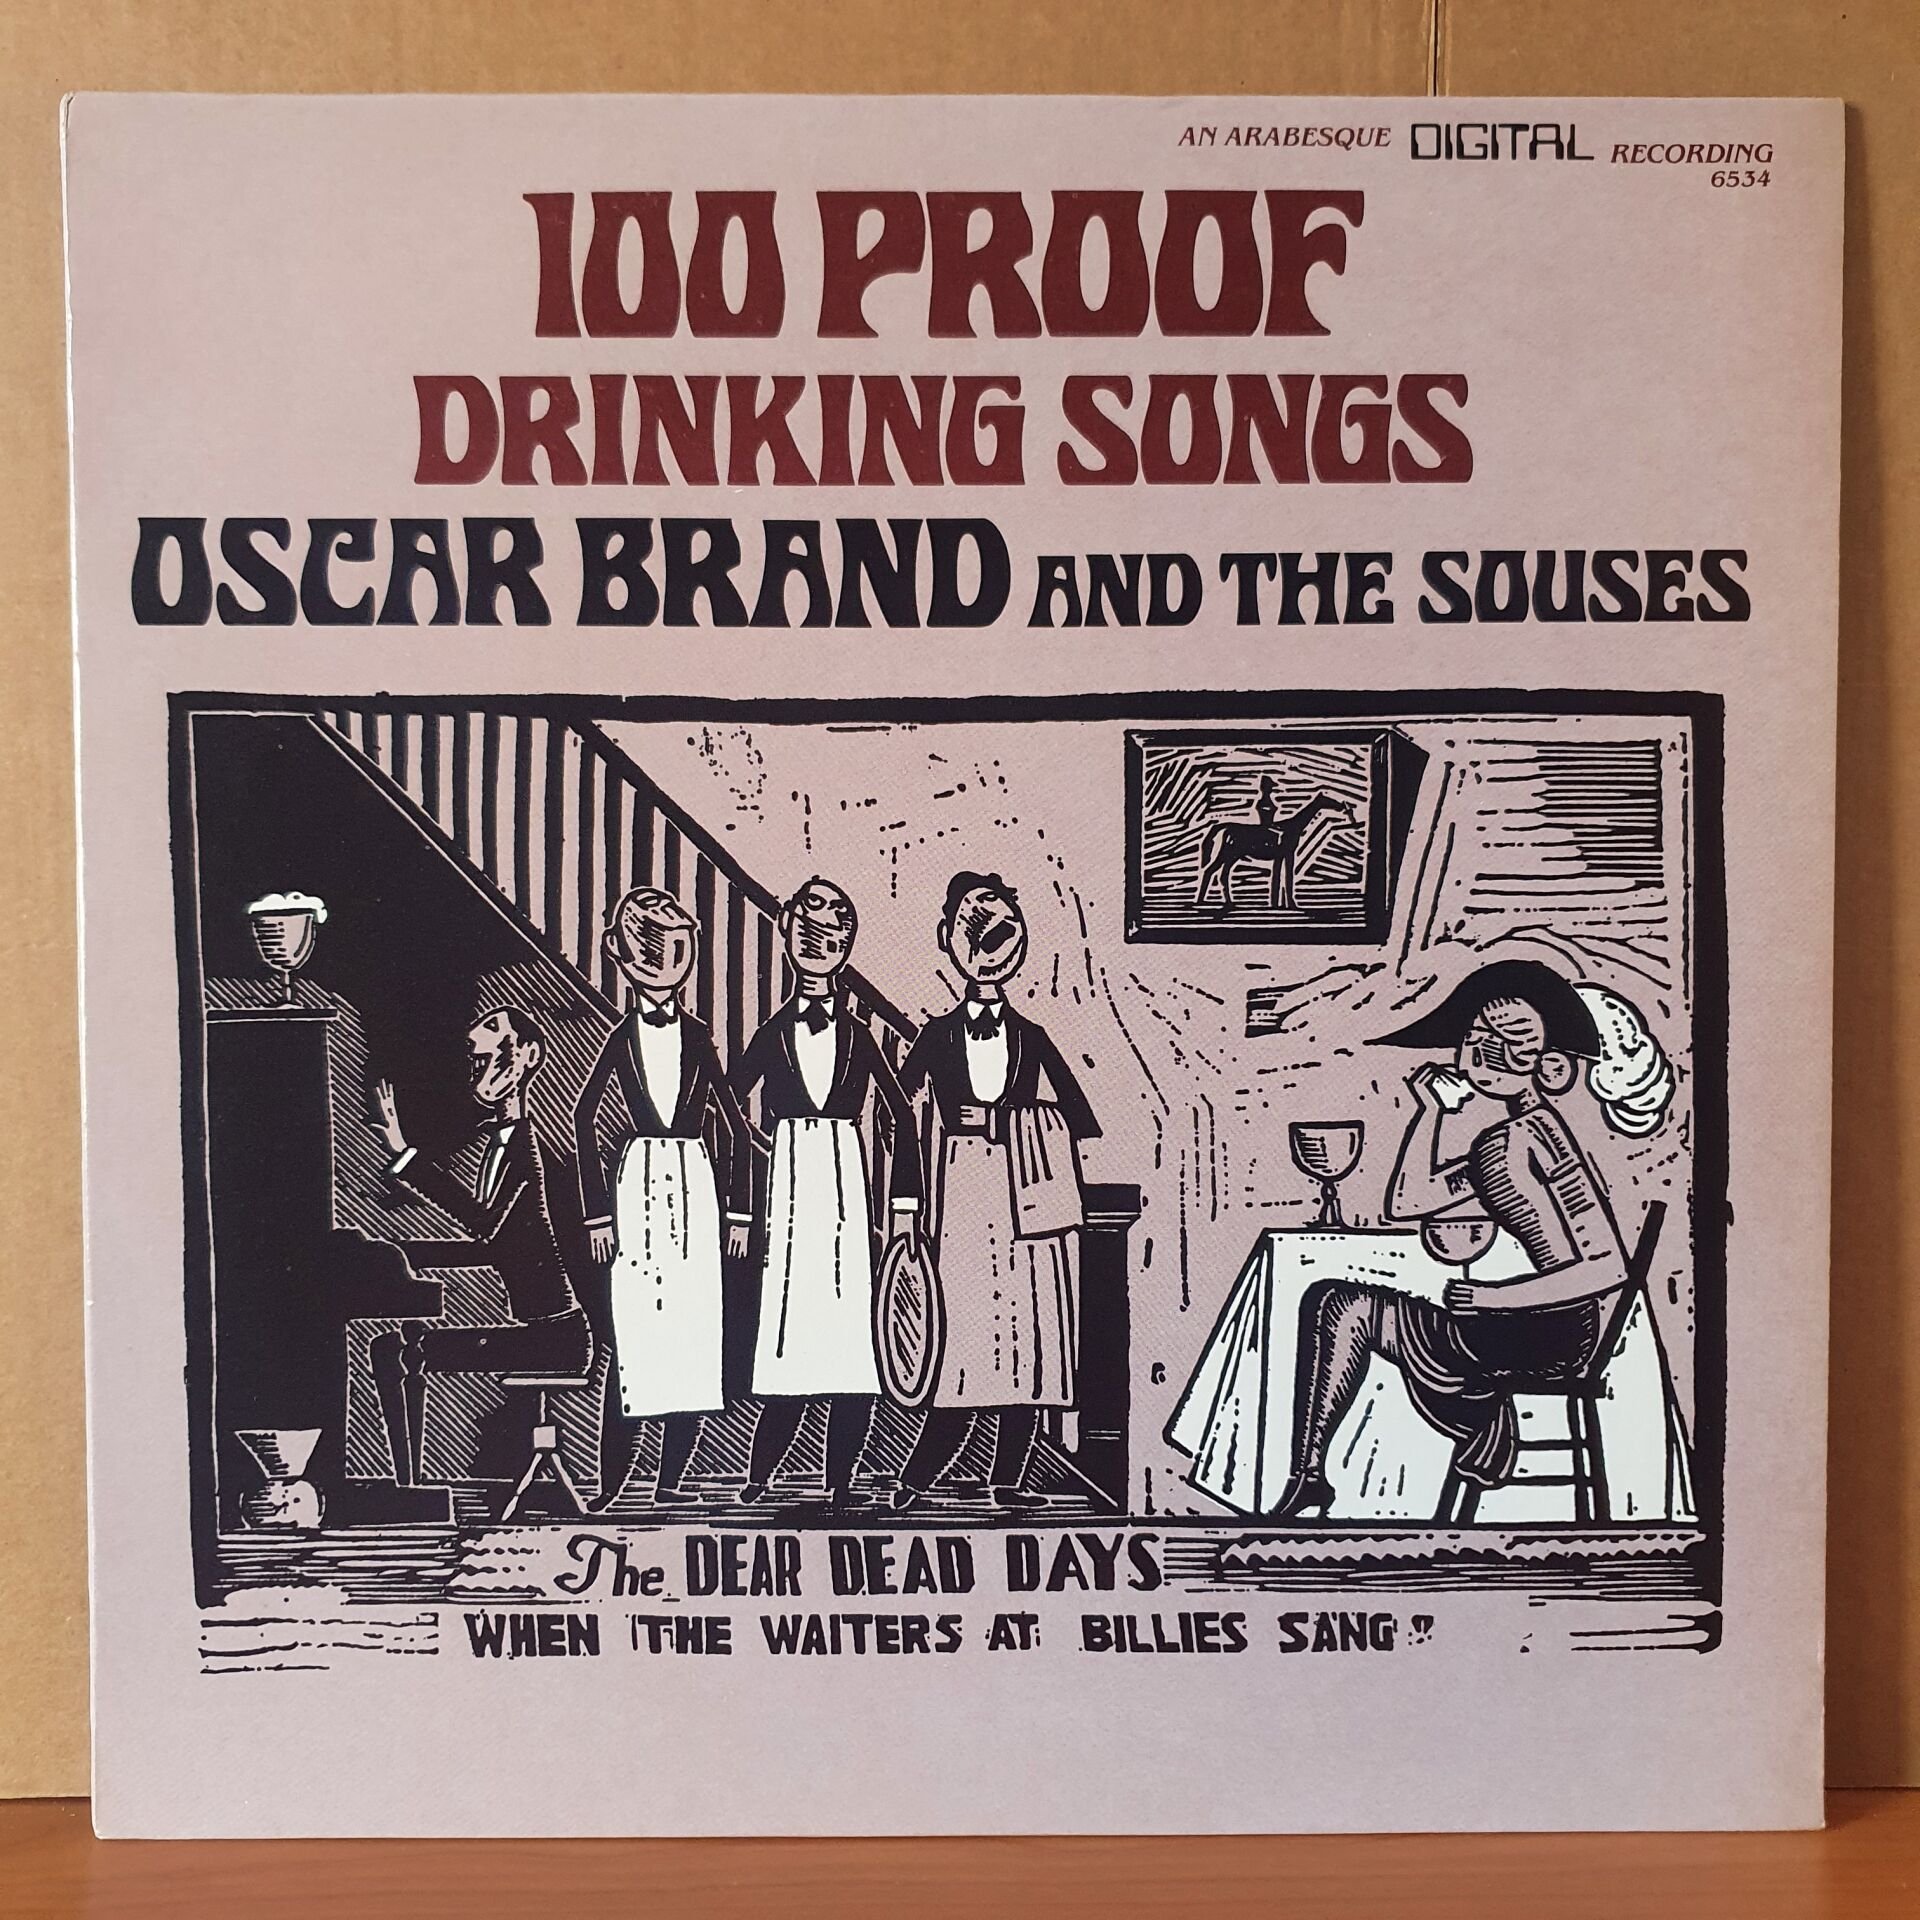 AN ARABESQUE DIGITAL RECORDING
6534
100 PROOF
DRINKING SONGS
OSCAR BRAND AND THE SOUSES
The DEAR DEAD DAYS
WHEN THE WAITERS AT BILLIES SANG"